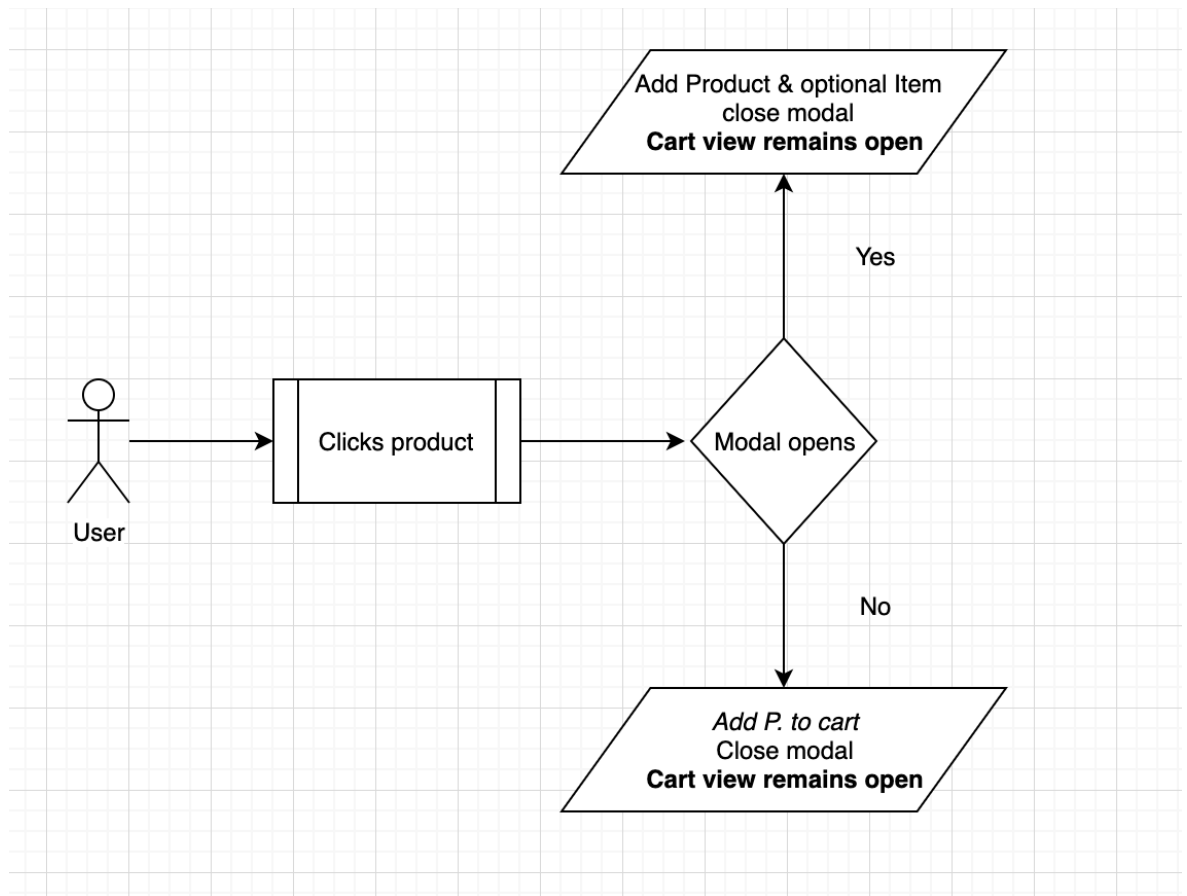 Add Product & optional Item
close modal
Cart view remains open
Yes
Clicks product
Modal opens
User
No
Add P. to cart
Close modal
Cart view remains open